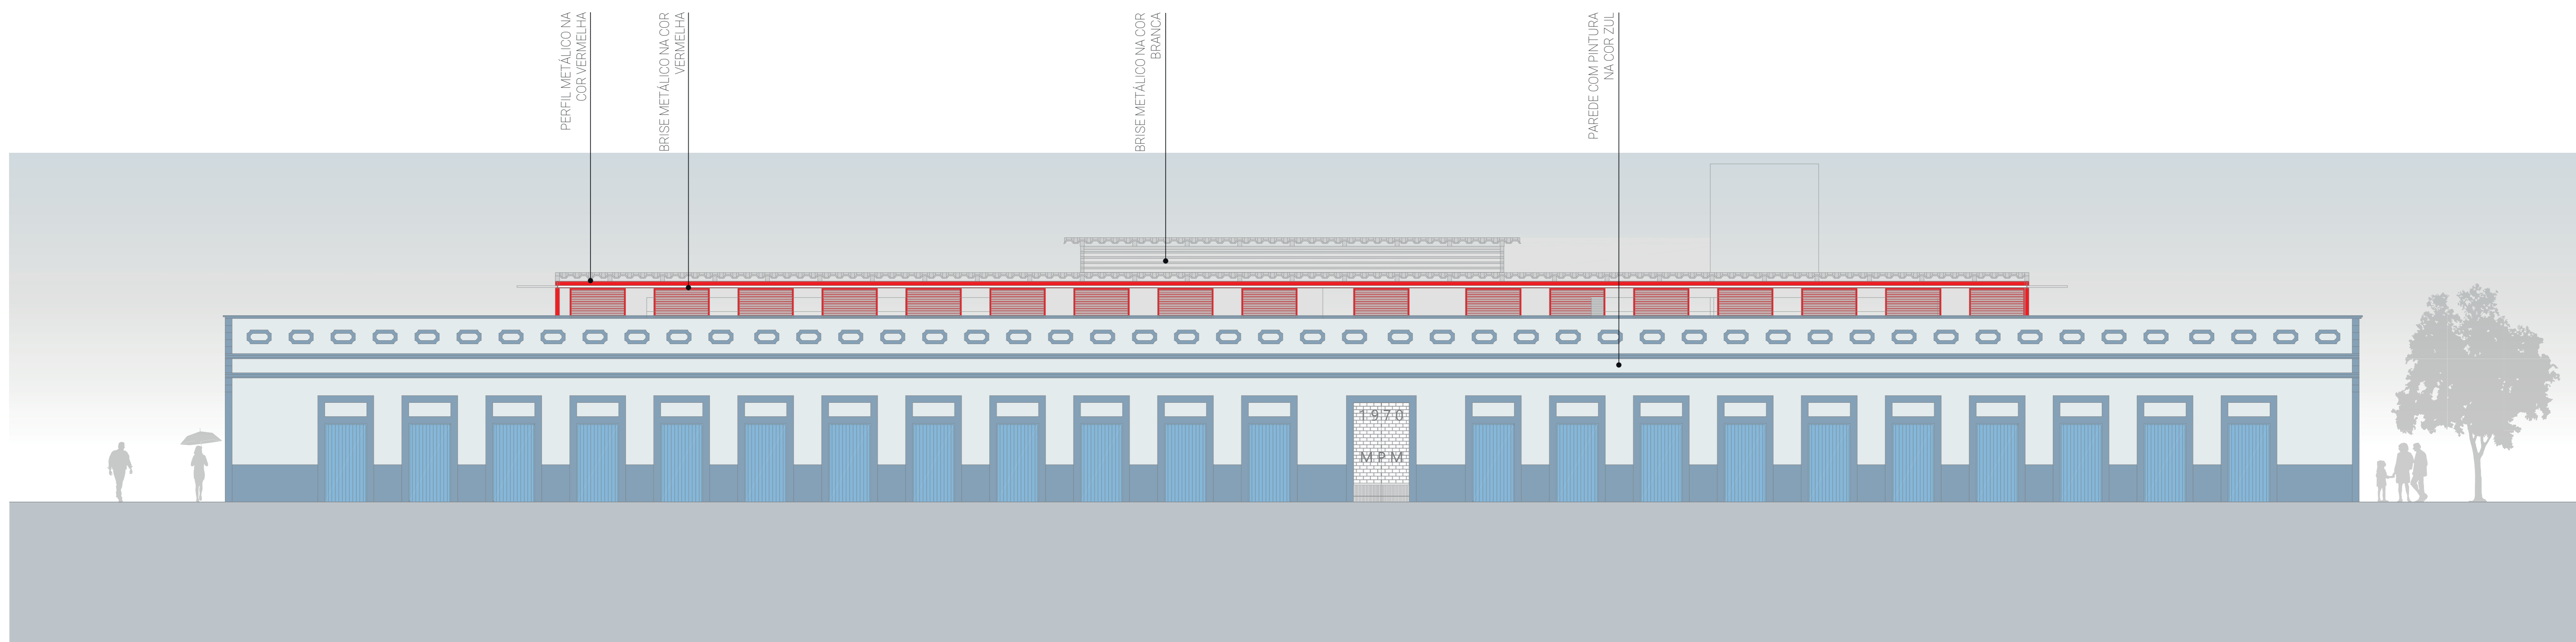 PERFIL METÁLICO NA
COR VERMELHA
BRISE METÁLICO NA COR
VERMELHA
BRISE METÁLICO NA COR
BRANCA
PAREDE COM PINTURA
NA COR ZUL
1970
MPM